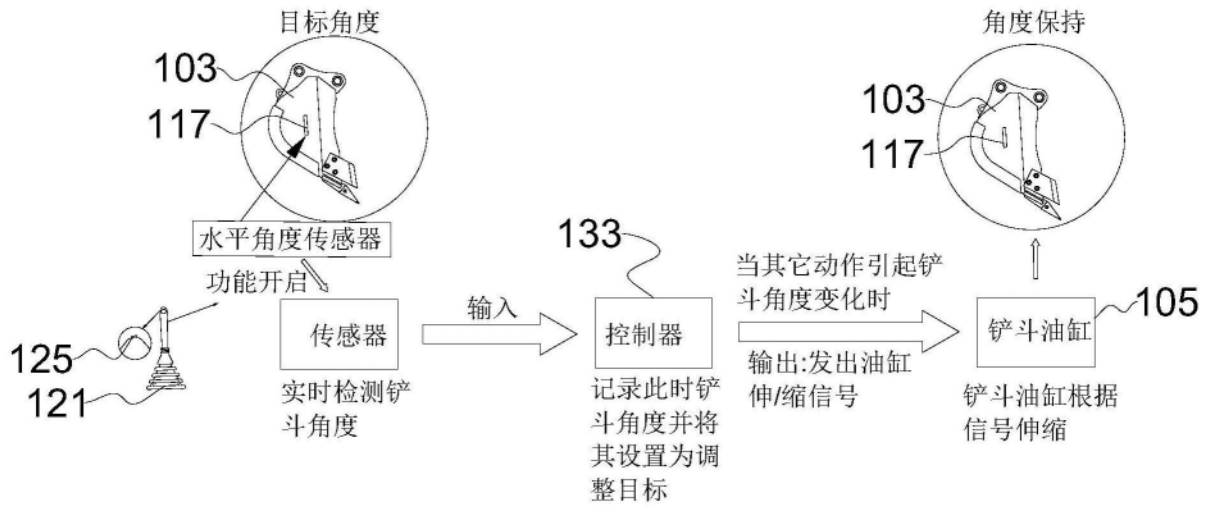 目标角度
103
117
水平角度传感器
功能开启
125
121
传感器
实时检测铲
斗角度
输入
133
控制器
记录此时铲
斗角度并将
其设置为调
整目标
当其它动作引起铲
斗角度变化时
输出:发出油缸
伸/缩信号
角度保持
103
117
105
铲斗油缸
铲斗油缸根据
信号伸缩